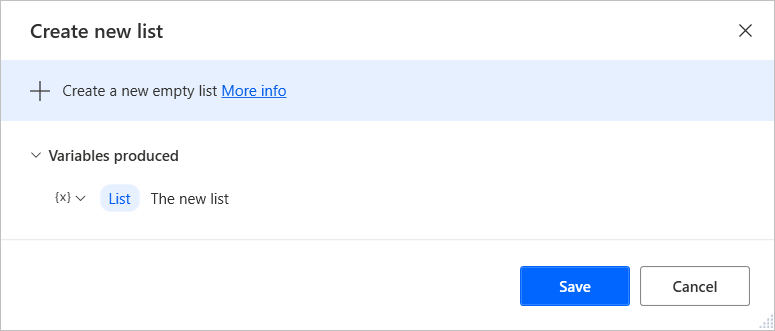 Create new list
Create a new empty list More info
Variables produced
{x} List The new list
Save Cancel